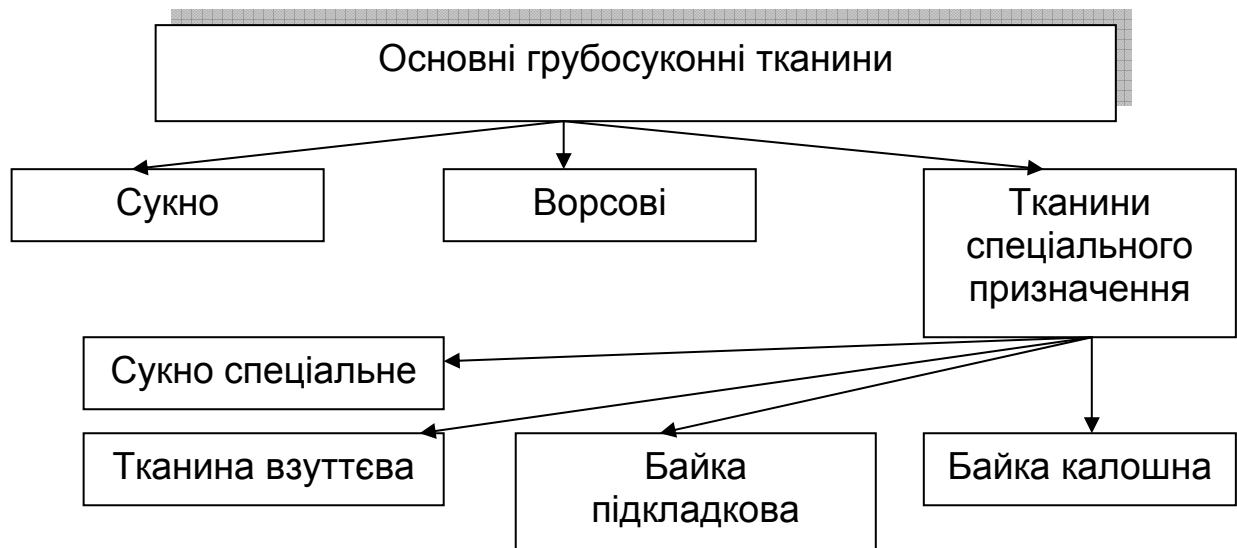 Основні грубосуконні тканини
Сукно
Ворсові
Тканини
спеціального
призначення
Сукно спеціальне
Тканина взуттєва
Байка
підкладкова
Байка калошна